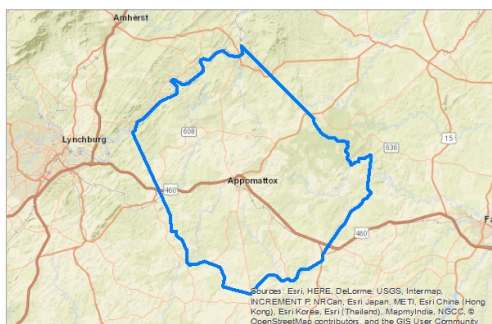 Amherst
Lynchburg
608
636
15
460
Appomattox
460
Fa
Sources: Esri, HERE, DeLorme, USGS, Intermap,
INCREMENT P, NRCan, Esri Japan, METI, Esri China (Hong
Kong), Esri Korea, Esri (Thailand), MapmyIndia, NGCC, ©
OpenStreetMap contributors, and the GIS User Community